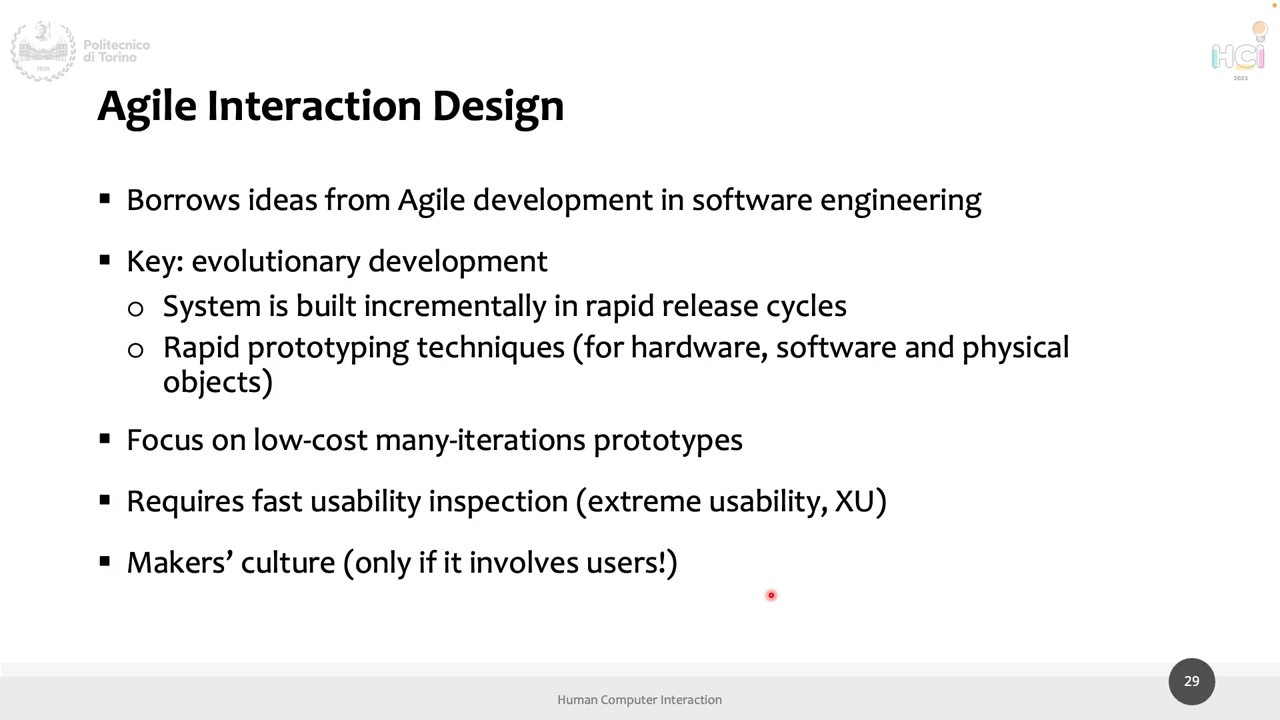 Politecnico
di Torino
1859
HCI
2023
Agile Interaction Design
▪ Borrows ideas from Agile development in software engineering
▪ Key: evolutionary development
o System is built incrementally in rapid release cycles
o Rapid prototyping techniques (for hardware, software and physical
objects)
▪ Focus on low-cost many-iterations prototypes
▪ Requires fast usability inspection (extreme usability, XU)
▪ Makers’ culture (only if it involves users!)
Human Computer Interaction
29